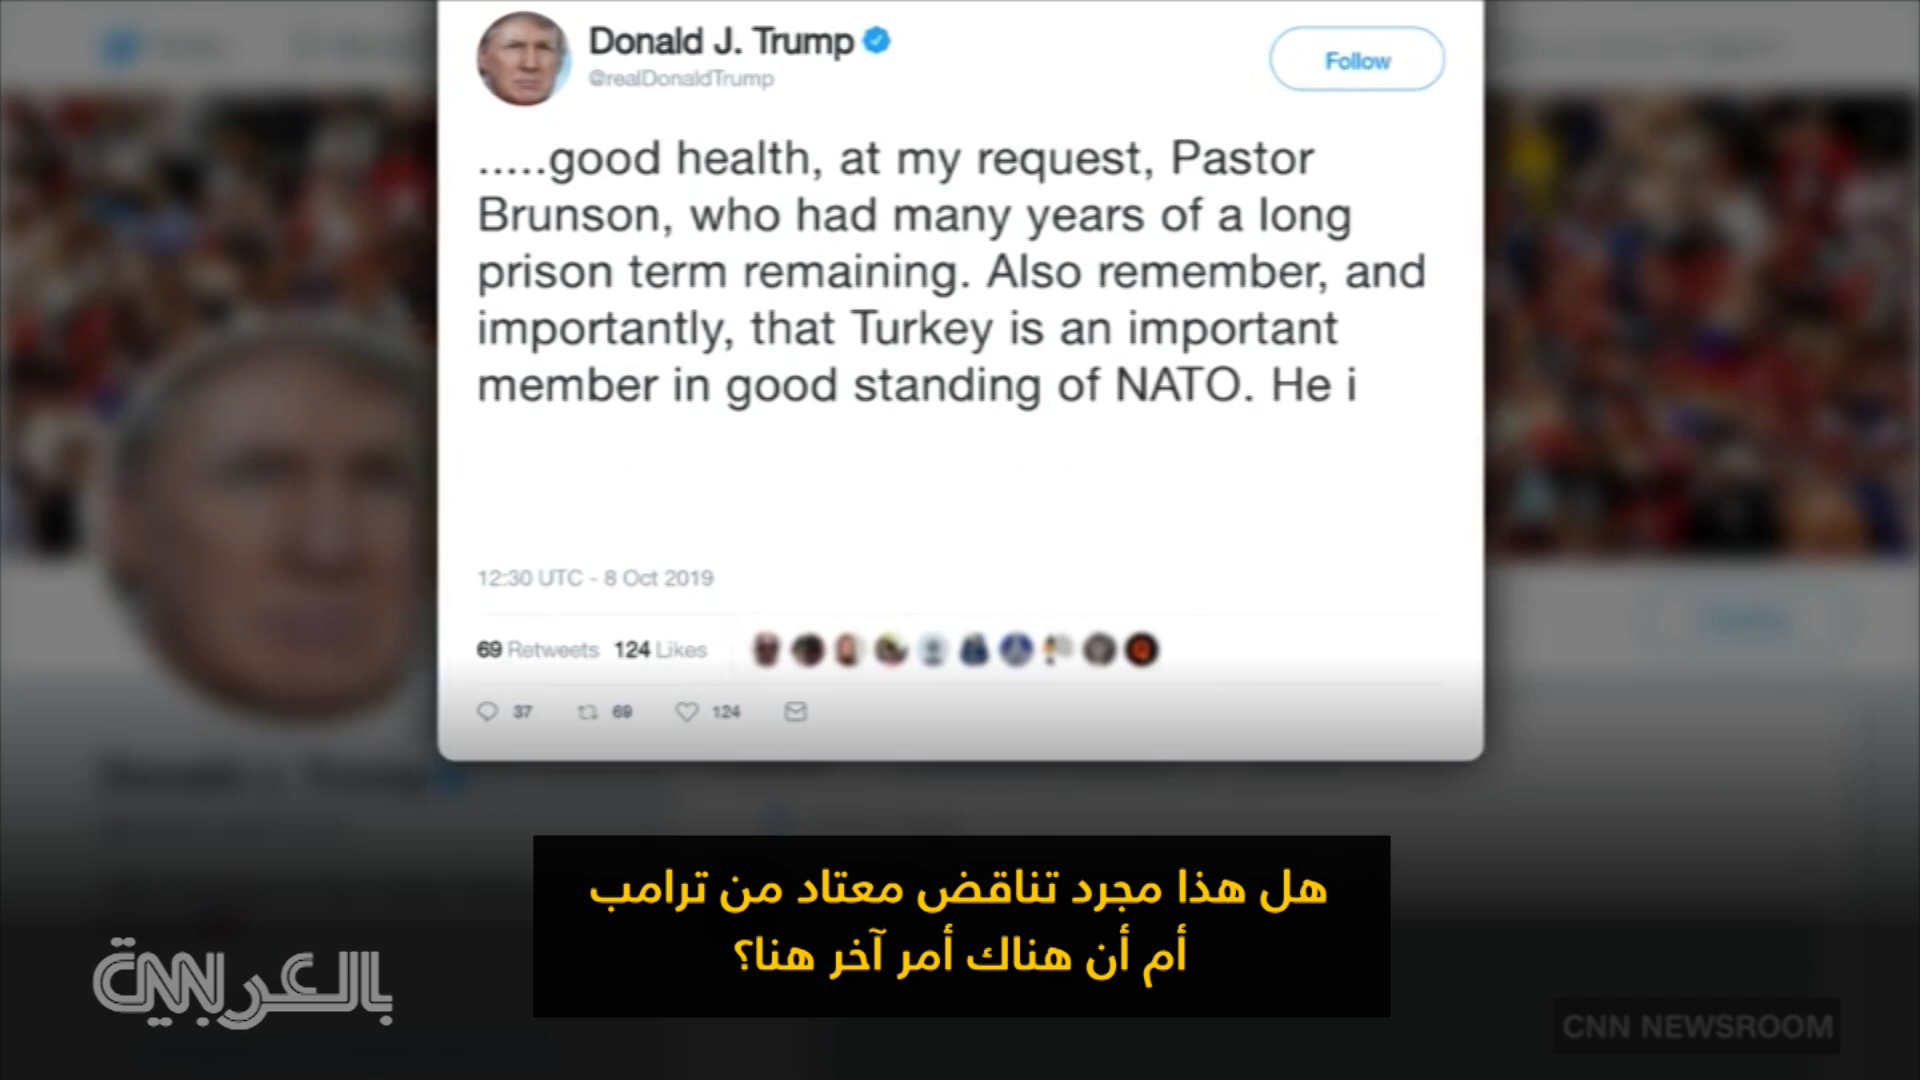 Donald J. Trump
@realDonaldTrump
Follow
.....good health, at my request, Pastor
Brunson, who had many years of a long
prison term remaining. Also remember, and
importantly, that Turkey is an important
member in good standing of NATO. He i
12:30 UTC - 8 Oct 2019
69 Retweets 124 Likes
37 69 124
هل هذا مجرد تناقض معتاد من ترامب
أم أن هناك أمر آخر هنا؟
CNN بالعربية
CNN NEWSROOM